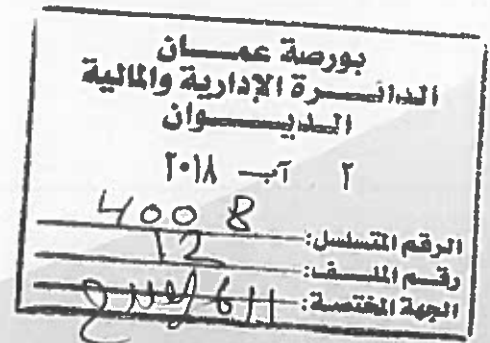 بورصة عمان
الدائرة الإدارية والمالية
الديوان
٢ آب ٢٠١٨
الرقم المتسلسل: 4008
رقم الملف: 12
الجهة المختصة: